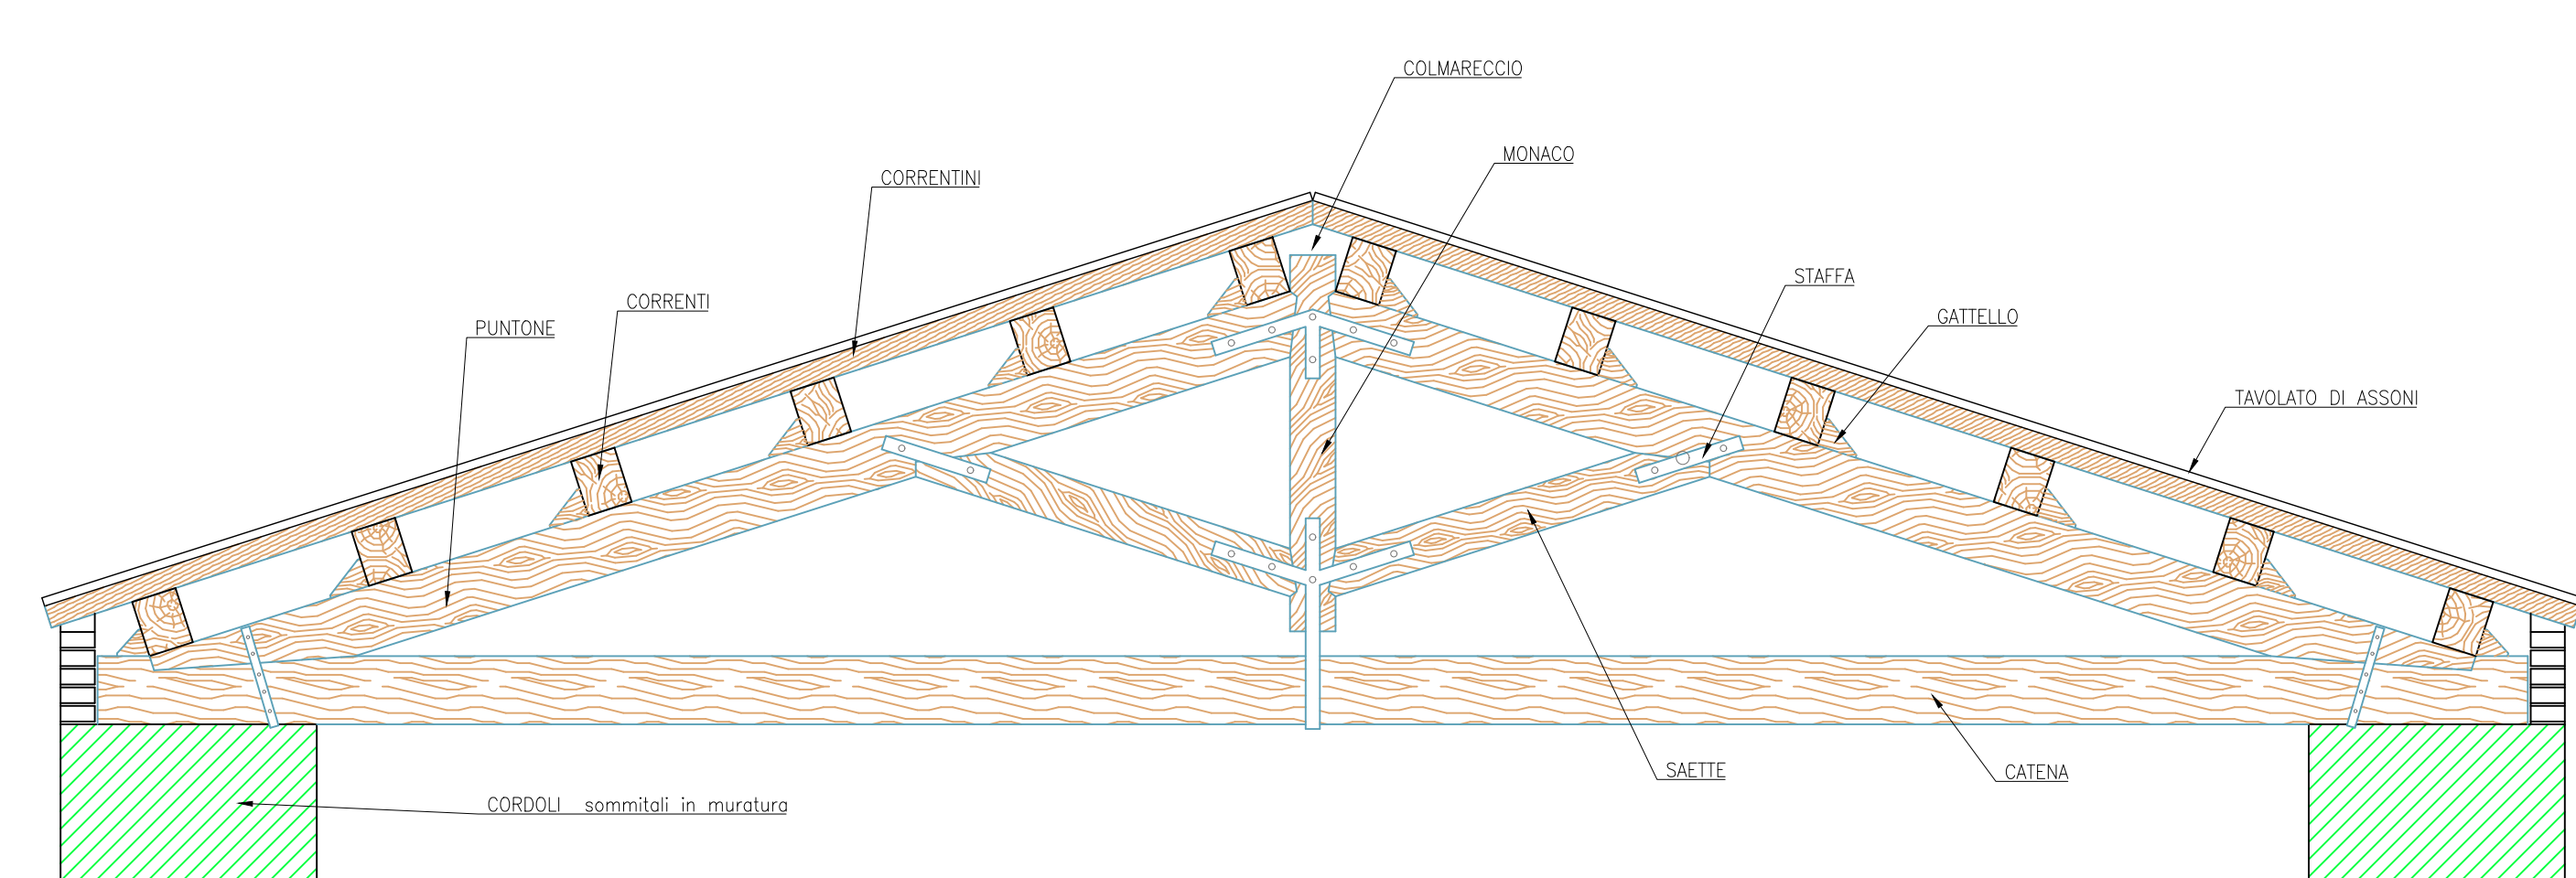 COLMARECCIO
MONACO
CORRENTINI
STAFFA
CORRENTI
GATTELLO
PUNTONE
TAVOLATO DI ASSONI
SAETTE
CATENA
CORDOLI sommitali in muratura